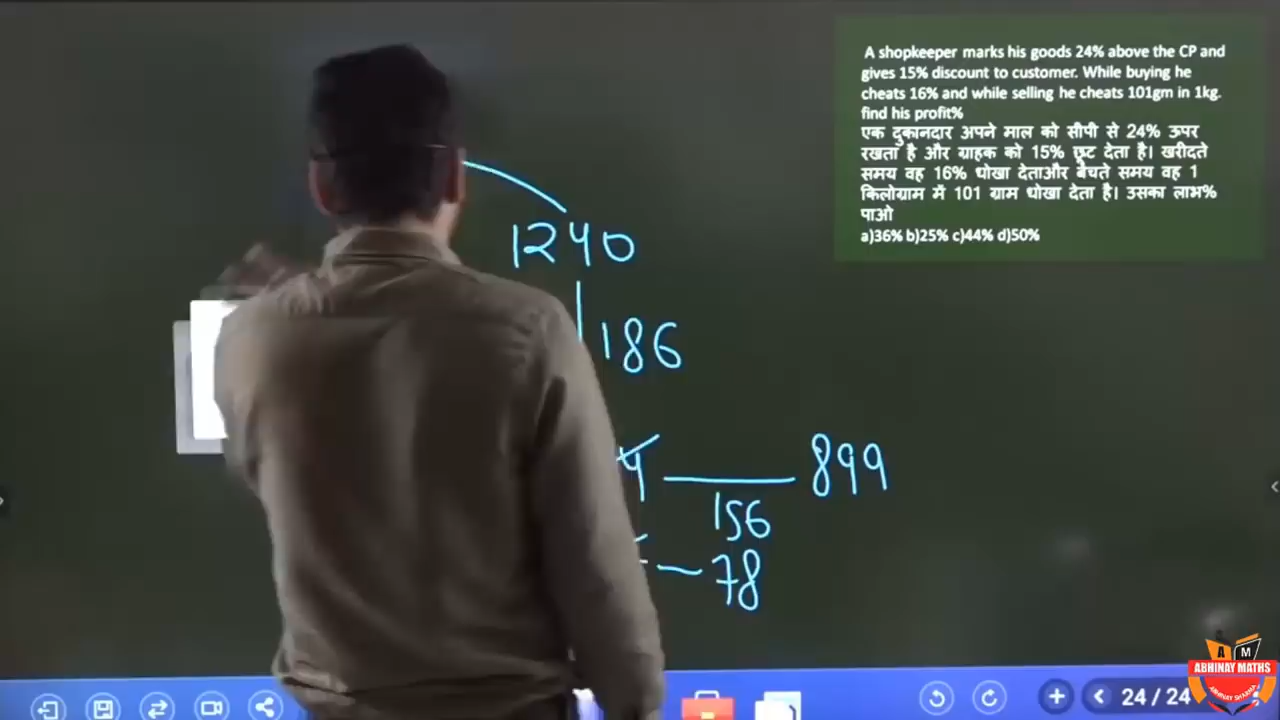 A shopkeeper marks his goods 24% above the CP and
gives 15% discount to customer. While buying he
cheats 16% and while selling he cheats 101gm in 1kg.
find his profit%
एक दुकानदार अपने माल को सीपी से 24% ऊपर
रखता है और ग्राहक को 15% छूट देता है। खरीदते
समय वह 16% धोखा देताऔर बेचते समय वह 1
किलोग्राम में 101 ग्राम धोखा देता है। उसका लाभ%
पाओ
a)36% b)25% c)44% d)50%
1240
186
899
156
78
24 / 24
A M
ABHINAY MATHS
ABHINAY SHARMA